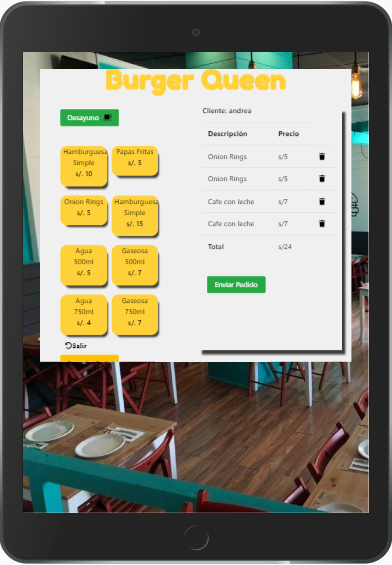 Burger Queen
Desayuno
Hamburguesa
Simple
s/. 10
Papas Fritas
s/. 5
Onion Rings
s/. 5
Hamburguesa
Simple
s/. 15
Agua
500ml
s/. 5
Gaseosa
500ml
s/. 7
Agua
750ml
s/. 4
Gaseosa
750ml
s/. 7
Salir
Cliente: andrea
Descripción Precio
Onion Rings s/5
Onion Rings s/5
Cafe con leche s/7
Cafe con leche s/7
Total s/24
Enviar Pedido